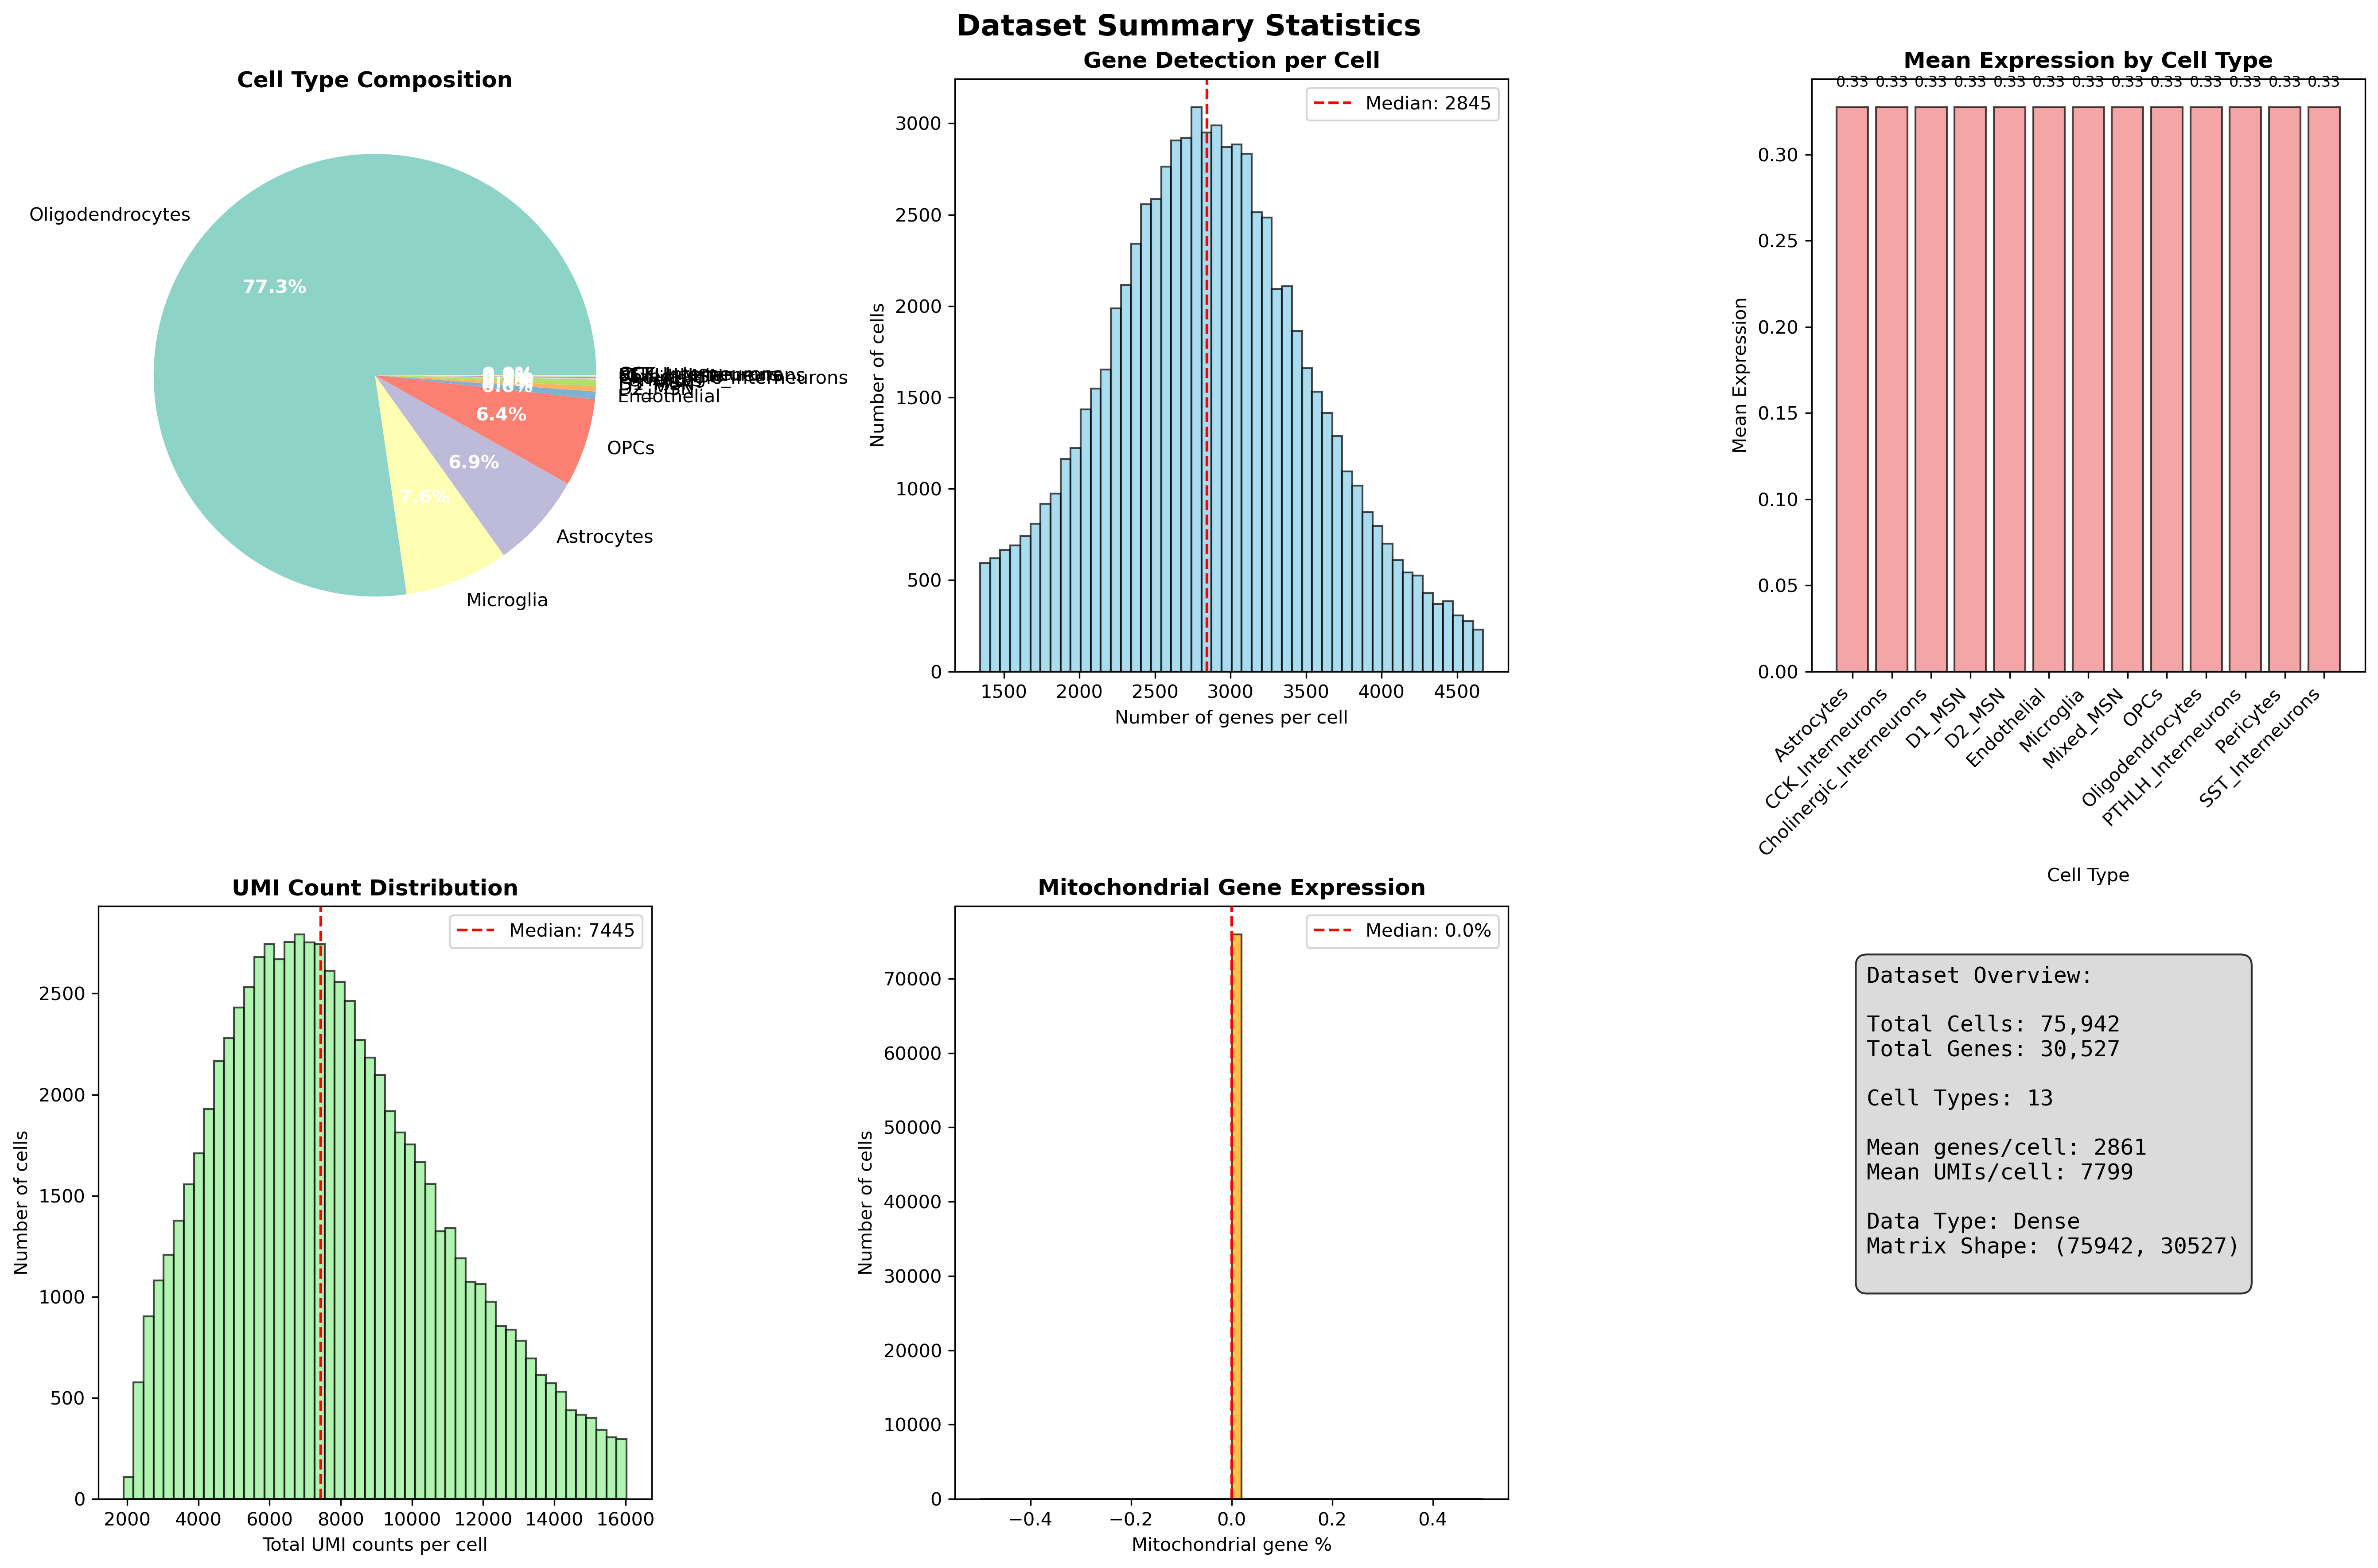 Dataset Summary Statistics
Cell Type Composition
Oligodendrocytes
77.3%
Endothelial
6.4%
OPCs
6.9%
Astrocytes
7.6%
Microglia
Gene Detection per Cell
Median: 2845
Number of cells
3000
2500
2000
1500
1000
500
0
1500 2000 2500 3000 3500 4000 4500
Number of genes per cell
Mean Expression by Cell Type
0.33 0.33 0.33 0.33 0.33 0.33 0.33 0.33 0.33 0.33 0.33 0.33 0.33
Mean Expression
0.30
0.25
0.20
0.15
0.10
0.05
0.00
Astrocytes
CCK_Interneurons
Cholinergic_Interneurons
D1_MSN
D2_MSN
Endothelial
Microglia
Mixed_MSN
OPCs
Oligodendrocytes
PTHLH_Interneurons
Pericytes
SST_Interneurons
Cell Type
UMI Count Distribution
Median: 7445
Number of cells
2500
2000
1500
1000
500
0
2000 4000 6000 8000 10000 12000 14000 16000
Total UMI counts per cell
Mitochondrial Gene Expression
Median: 0.0%
Number of cells
70000
60000
50000
40000
30000
20000
10000
0
−0.4 −0.2 0.0 0.2 0.4
Mitochondrial gene %
Dataset Overview:
Total Cells: 75,942
Total Genes: 30,527
Cell Types: 13
Mean genes/cell: 2861
Mean UMIs/cell: 7799
Data Type: Dense
Matrix Shape: (75942, 30527)